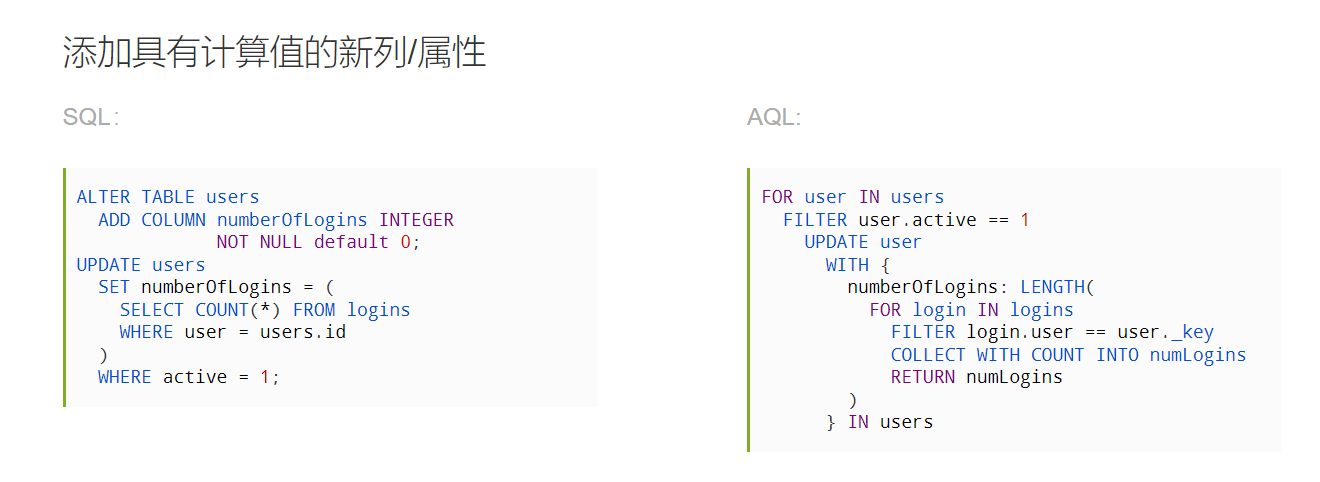 添加具有计算值的新列/属性
SQL:
ALTER TABLE users
  ADD COLUMN numberOfLogins INTEGER
             NOT NULL default 0;
UPDATE users
  SET numberOfLogins = (
    SELECT COUNT(*) FROM logins
    WHERE user = users.id
  )
  WHERE active = 1;
AQL:
FOR user IN users
  FILTER user.active == 1
    UPDATE user
      WITH {
        numberOfLogins: LENGTH(
          FOR login IN logins
            FILTER login.user == user._key
            COLLECT WITH COUNT INTO numLogins
            RETURN numLogins
        )
      } IN users